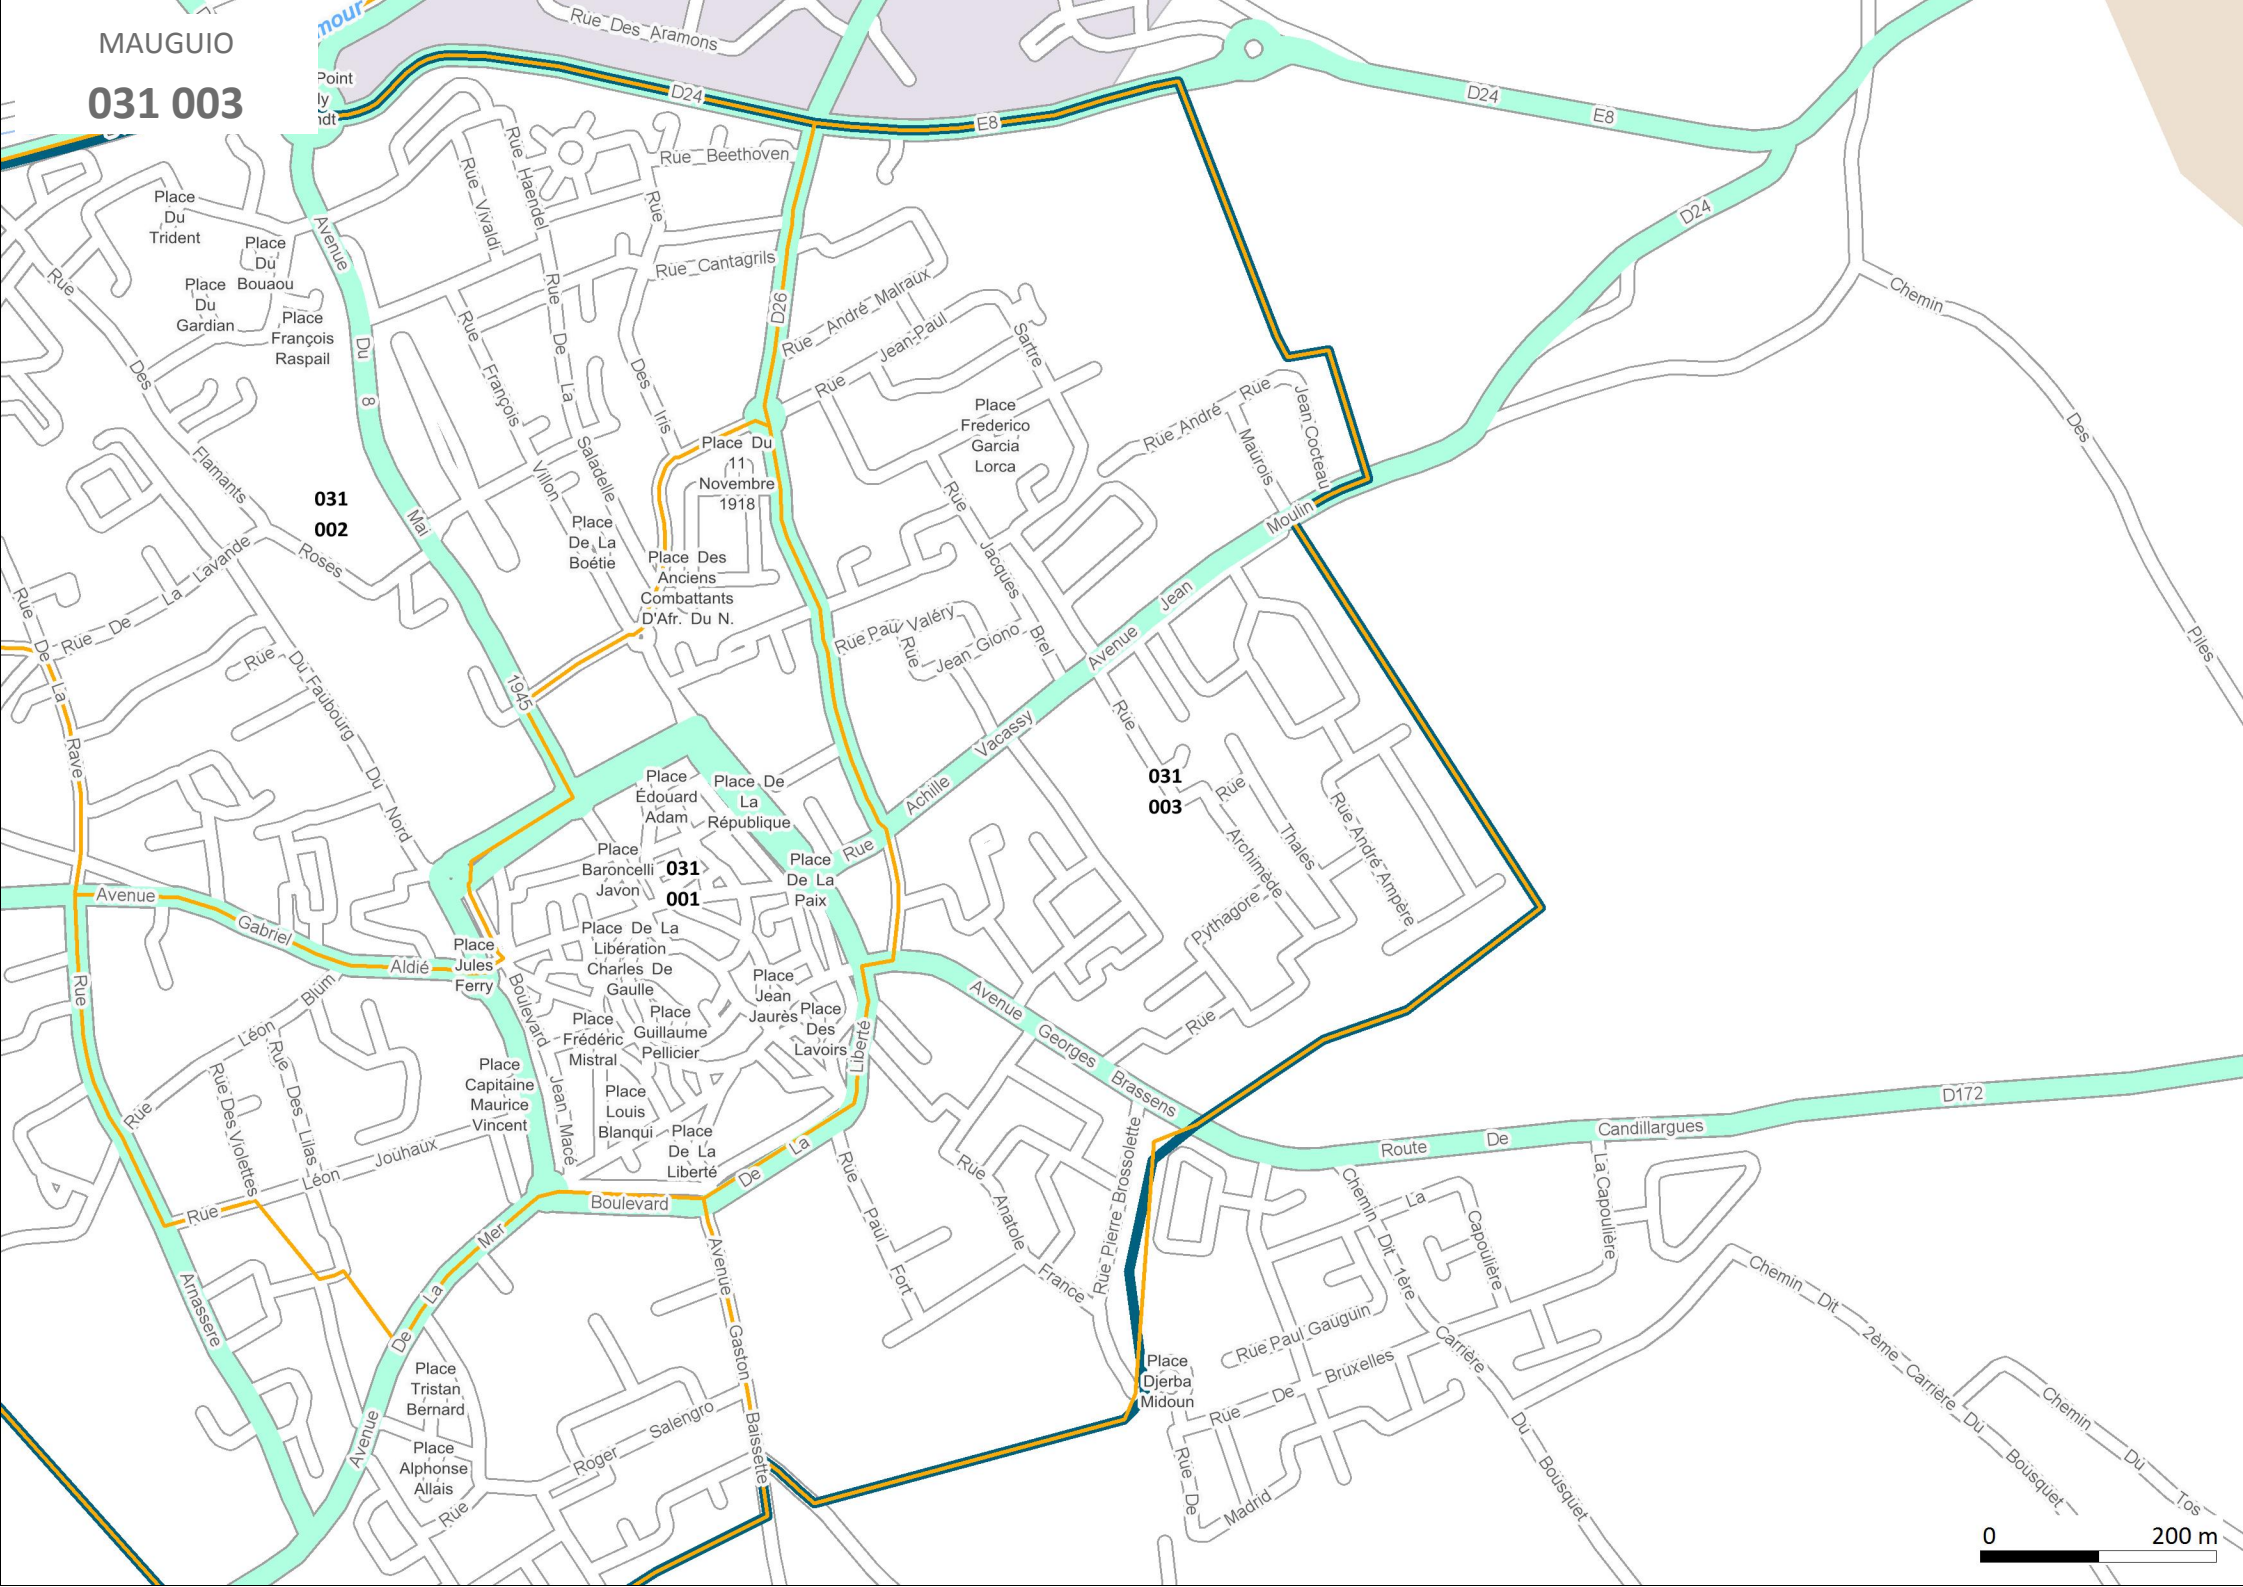 MAUGUIO
031 003
mour
Point
ly
ndt
Rue Des Aramons
D24
E8
D24
E8
D24
Rue Beethoven
Rue Haendel
Rue Vivaldi
Place
Du
Trident
Place
Du
Bouaou
Place
Du
Gardian
Place
François
Raspail
Avenue Du 8 Mai 1945
Rue Des Flamants Roses
Rue Cantagrils
D26
Rue Des Iris
Rue De La Saladelle
Rue François Villon
Rue André Malraux
Rue Jean-Paul Sartre
Place
Frederico
Garcia
Lorca
Rue André Maurois
Rue Jean Cocteau
Chemin Des Piles
Place Du
11
Novembre
1918
031
002
Place
De La
Boétie
Place Des
Anciens
Combattants
D'Afr. Du N.
Rue De La Lavande
Rue De La Rave
Rue Du Faubourg Du Nord
Rue Paul Valéry
Rue Jean Giono
Rue Jacques Brel
Avenue Jean Moulin
Rue Achille Vacassy
Rue
Archimède
031
003
Rue Thales
Rue André Ampère
Rue Pythagore
Place
Édouard
Adam
Place De
La
République
Place
Baroncelli
Javon
031
001
Place
De La
Paix
Avenue Gabriel Aldié
Place
Jules
Ferry
Place De La
Libération
Charles De
Gaulle
Place
Jean
Jaurès
Place
Des
Lavoirs
Place
Frédéric
Mistral
Place
Guillaume
Pellicier
Place
Capitaine
Maurice
Vincent
Boulevard Jean Macé
Place
Louis
Blanqui
Place
De La
Liberté
Boulevard De La Liberté
Avenue Georges Brassens
Route De Candillargues
D172
Rue Arnassere
Rue Léon Blum
Rue Des Violettes
Rue Des Lilas
Rue Léon Jouhaux
Avenue De La Mer
Avenue Gaston Baissette
Rue Paul Fort
Rue Anatole France
Rue Pierre Brossolette
Place
Djerba
Midoun
Chemin Dit 1ère Carrière Du Bousquet
La Capoulière
La Capoulière
Rue Paul Gauguin
Rue De Bruxelles
Rue De Madrid
Chemin Dit 2ème Carrière Du Bousquet
Chemin Du Tos
Place
Tristan
Bernard
Place
Alphonse
Allais
Rue Roger Salengro
0 200 m